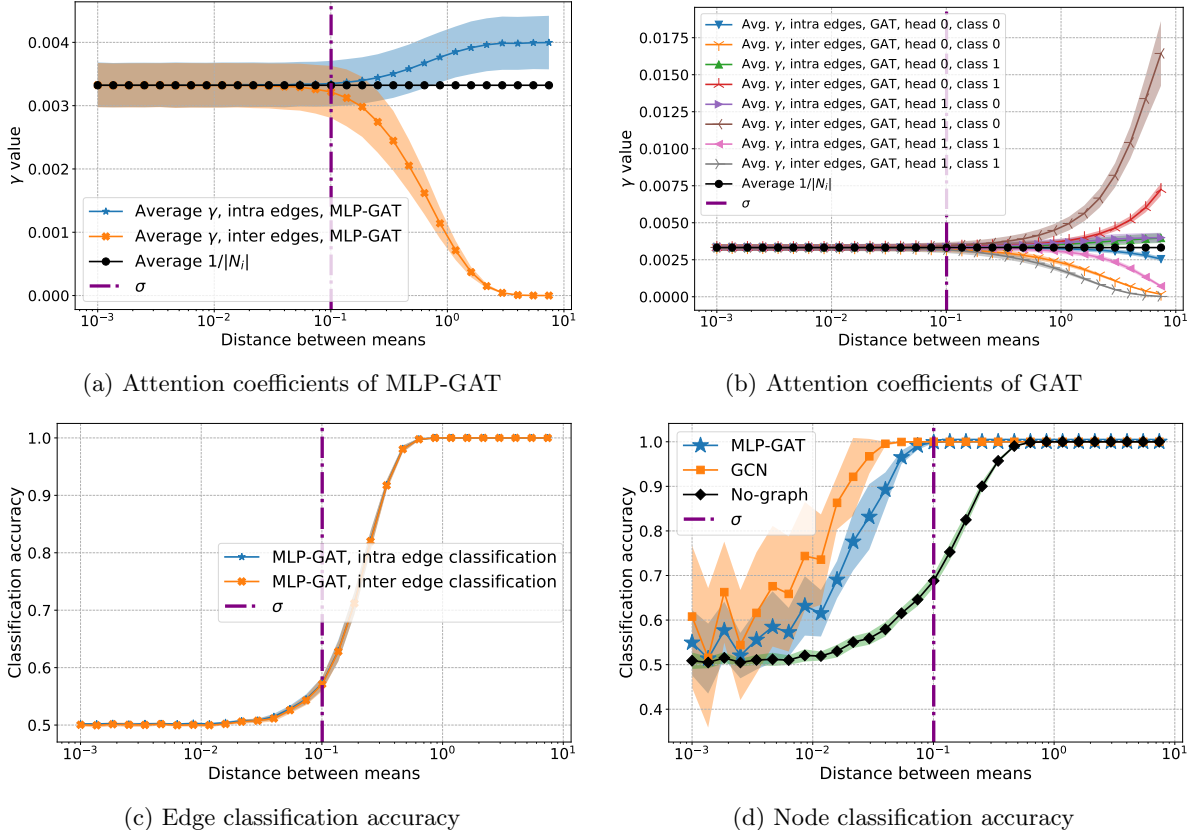 0.004
0.003
0.002
0.001
0.000
γ value
Average γ, intra edges, MLP-GAT
Average γ, inter edges, MLP-GAT
Average 1/|N_i|
σ
10^−3
10^−2
10^−1
10^0
10^1
Distance between means
(a) Attention coefficients of MLP-GAT
0.0175
0.0150
0.0125
0.0100
0.0075
0.0050
0.0025
0.0000
γ value
Avg. γ, intra edges, GAT, head 0, class 0
Avg. γ, inter edges, GAT, head 0, class 0
Avg. γ, intra edges, GAT, head 0, class 1
Avg. γ, inter edges, GAT, head 0, class 1
Avg. γ, intra edges, GAT, head 1, class 0
Avg. γ, inter edges, GAT, head 1, class 0
Avg. γ, intra edges, GAT, head 1, class 1
Avg. γ, inter edges, GAT, head 1, class 1
Average 1/|N_i|
σ
10^−3
10^−2
10^−1
10^0
10^1
Distance between means
(b) Attention coefficients of GAT
1.0
0.9
0.8
0.7
0.6
0.5
Classification accuracy
MLP-GAT, intra edge classification
MLP-GAT, inter edge classification
σ
10^−3
10^−2
10^−1
10^0
10^1
Distance between means
(c) Edge classification accuracy
1.0
0.9
0.8
0.7
0.6
0.5
0.4
Classification accuracy
MLP-GAT
GCN
No-graph
σ
10^−3
10^−2
10^−1
10^0
10^1
Distance between means
(d) Node classification accuracy